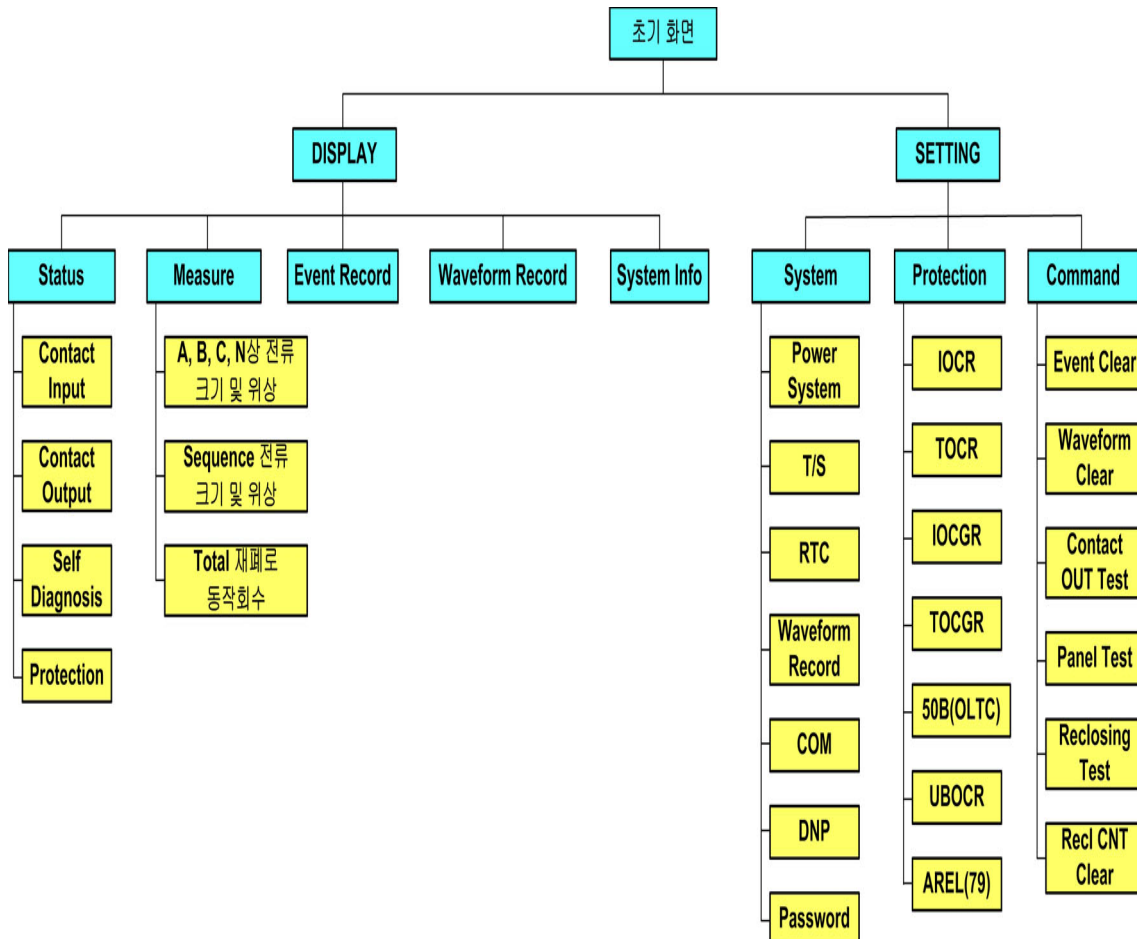 초기 화면
DISPLAY
SETTING
Status
Measure
Event Record
Waveform Record
System Info
System
Protection
Command
Contact
Input
Contact
Output
Self
Diagnosis
Protection
A, B, C, N상 전류
크기 및 위상
Sequence 전류
크기 및 위상
Total 재폐로
동작회수
Power
System
T/S
RTC
Waveform
Record
COM
DNP
Password
IOCR
TOCR
IOCGR
TOCGR
50B(OLTC)
UBOCR
AREL(79)
Event Clear
Waveform
Clear
Contact
OUT Test
Panel Test
Reclosing
Test
Recl CNT
Clear